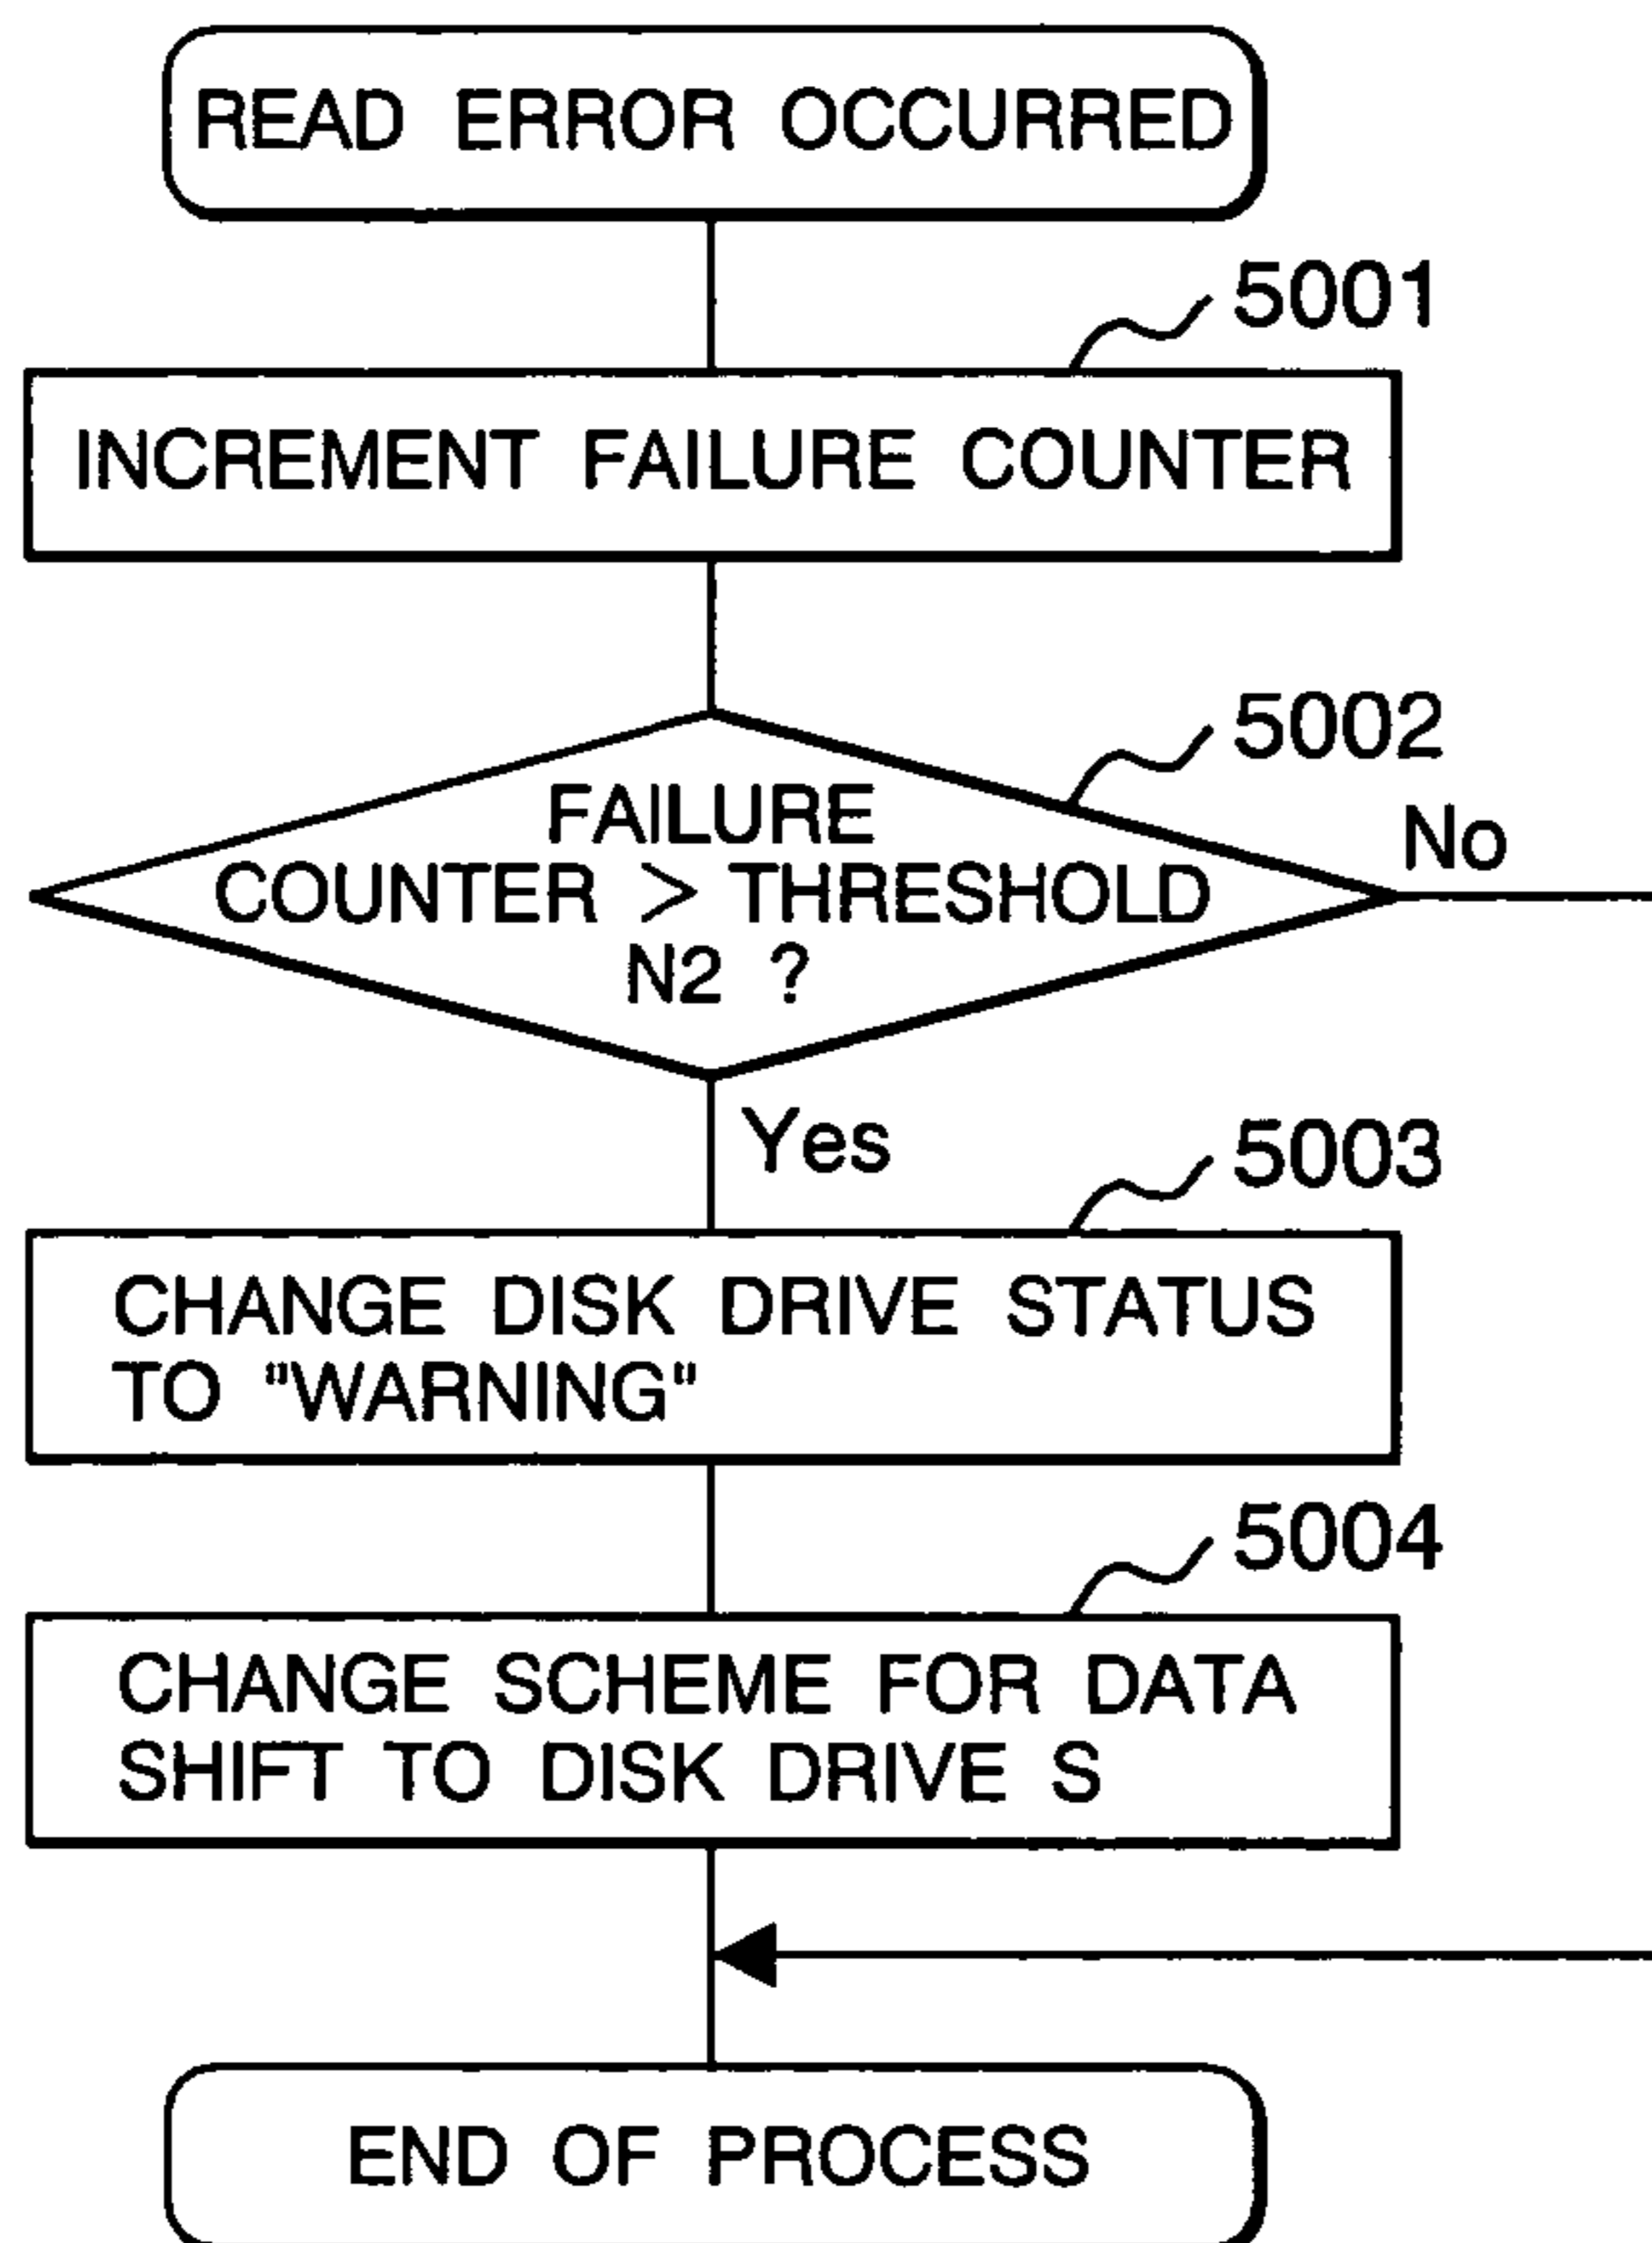 READ ERROR OCCURRED
5001
INCREMENT FAILURE COUNTER
5002
FAILURE
COUNTER > THRESHOLD
N2 ?
No
Yes
5003
CHANGE DISK DRIVE STATUS
TO "WARNING"
5004
CHANGE SCHEME FOR DATA
SHIFT TO DISK DRIVE S
END OF PROCESS